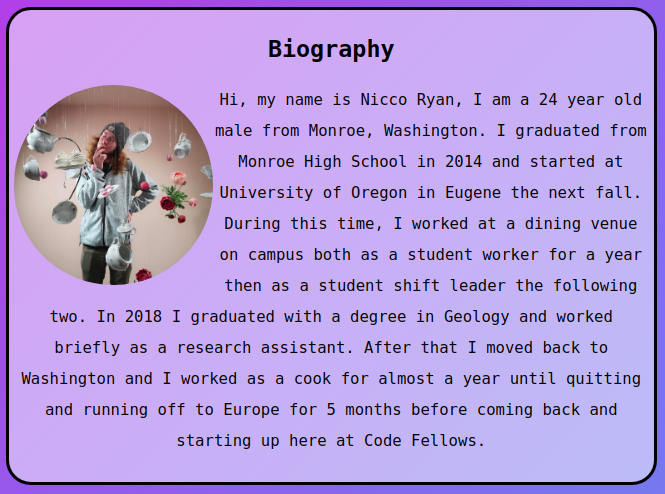 Biography
Hi, my name is Nicco Ryan, I am a 24 year old
male from Monroe, Washington. I graduated from
Monroe High School in 2014 and started at
University of Oregon in Eugene the next fall.
During this time, I worked at a dining venue
on campus both as a student worker for a year
then as a student shift leader the following
two. In 2018 I graduated with a degree in Geology and worked
briefly as a research assistant. After that I moved back to
Washington and I worked as a cook for almost a year until quitting
and running off to Europe for 5 months before coming back and
starting up here at Code Fellows.